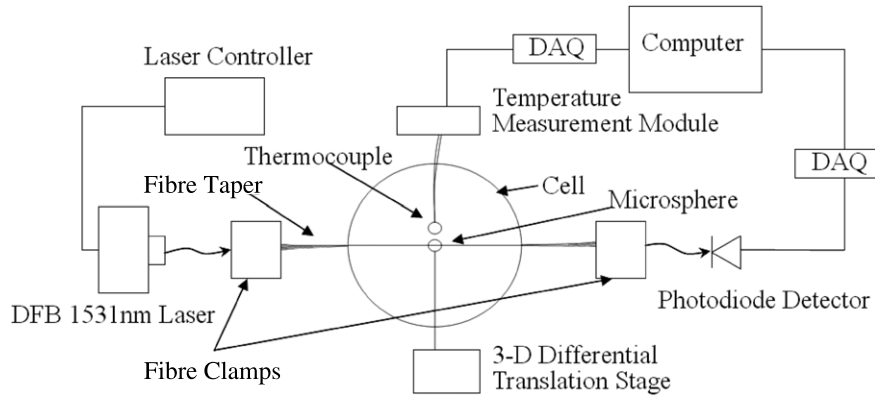 Laser Controller
DAQ
Computer
Temperature
Measurement Module
DAQ
Thermocouple
Fibre Taper
Cell
Microsphere
DFB 1531nm Laser
Photodiode Detector
Fibre Clamps
3-D Differential
Translation Stage